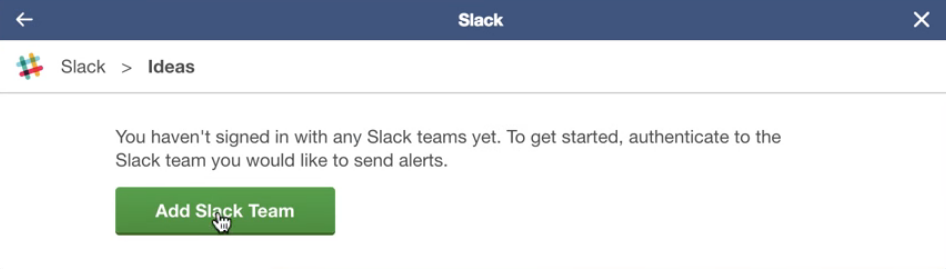 Slack
Slack > Ideas
You haven't signed in with any Slack teams yet. To get started, authenticate to the
Slack team you would like to send alerts.
Add Slack Team